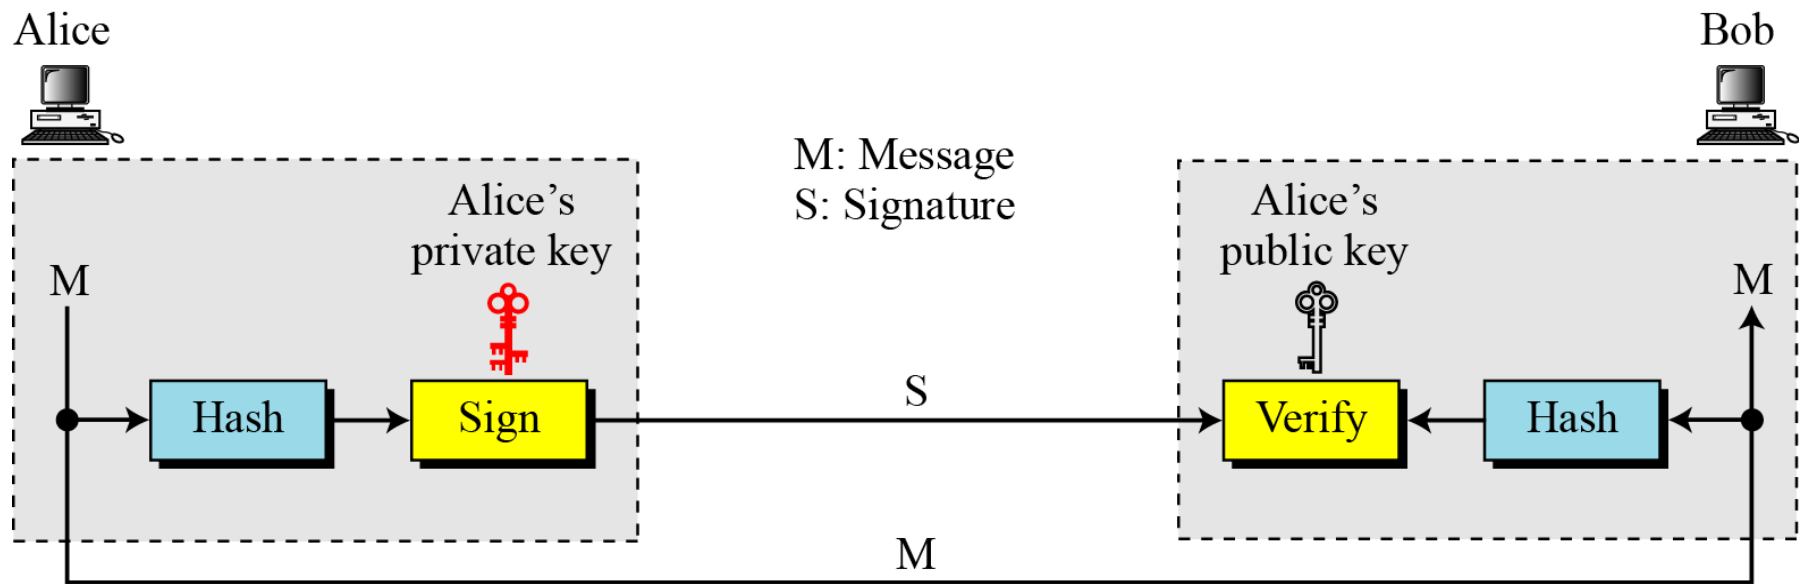 Alice
Bob
M: Message
S: Signature
Alice’s
private key
Alice’s
public key
M
M
Hash
Sign
S
Verify
Hash
M